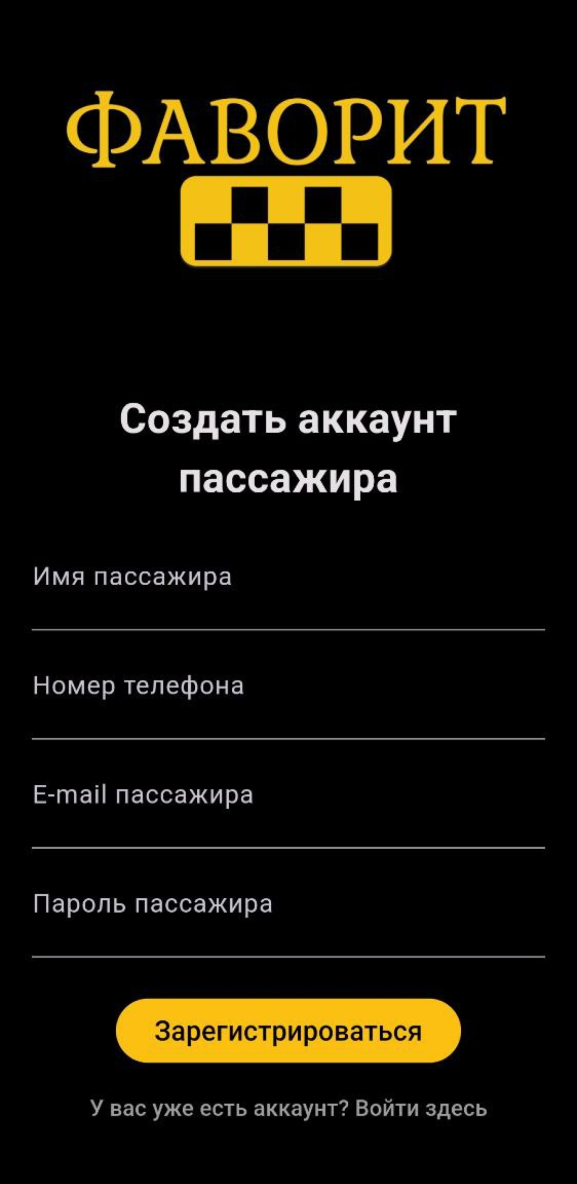 ФАВОРИТ
Создать аккаунт
пассажира
Имя пассажира
Номер телефона
E-mail пассажира
Пароль пассажира
Зарегистрироваться
У вас уже есть аккаунт? Войти здесь